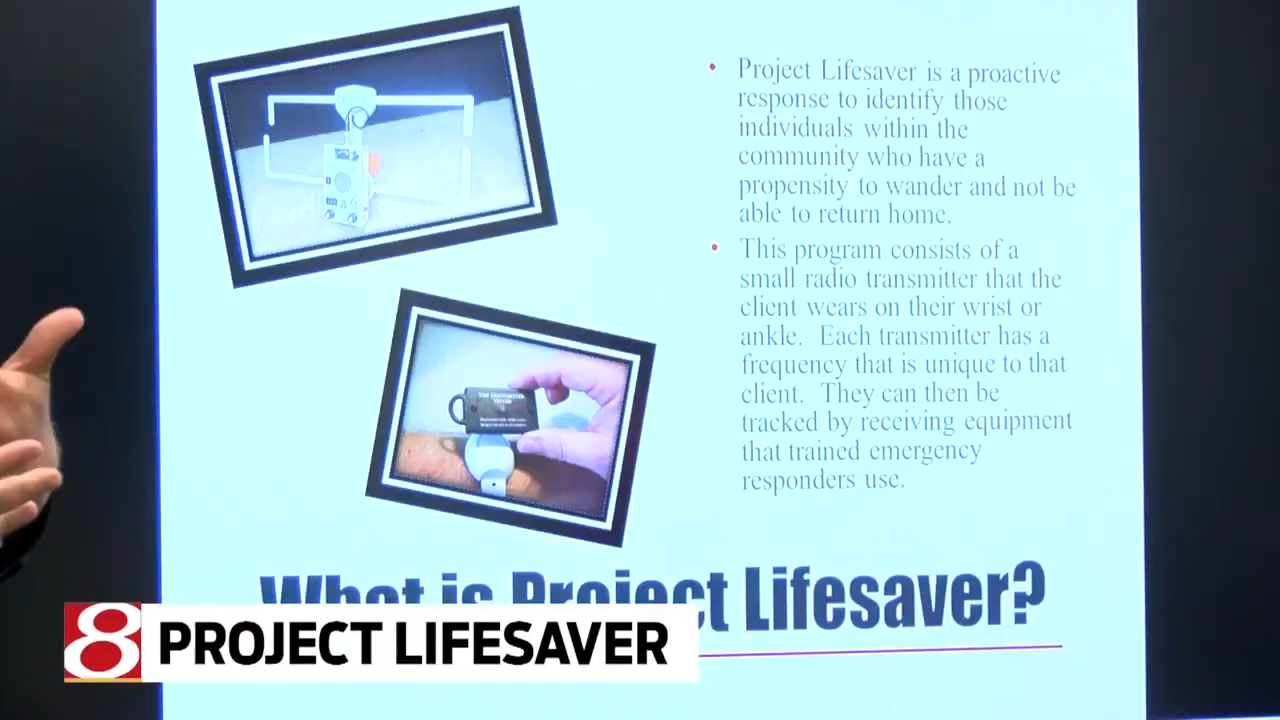 • Project Lifesaver is a proactive
response to identify those
individuals within the
community who have a
propensity to wander and not be
able to return home.
• This program consists of a
small radio transmitter that the
client wears on their wrist or
ankle.  Each transmitter has a
frequency that is unique to that
client.  They can then be
tracked by receiving equipment
that trained emergency
responders use.
What is Project Lifesaver?
8 PROJECT LIFESAVER